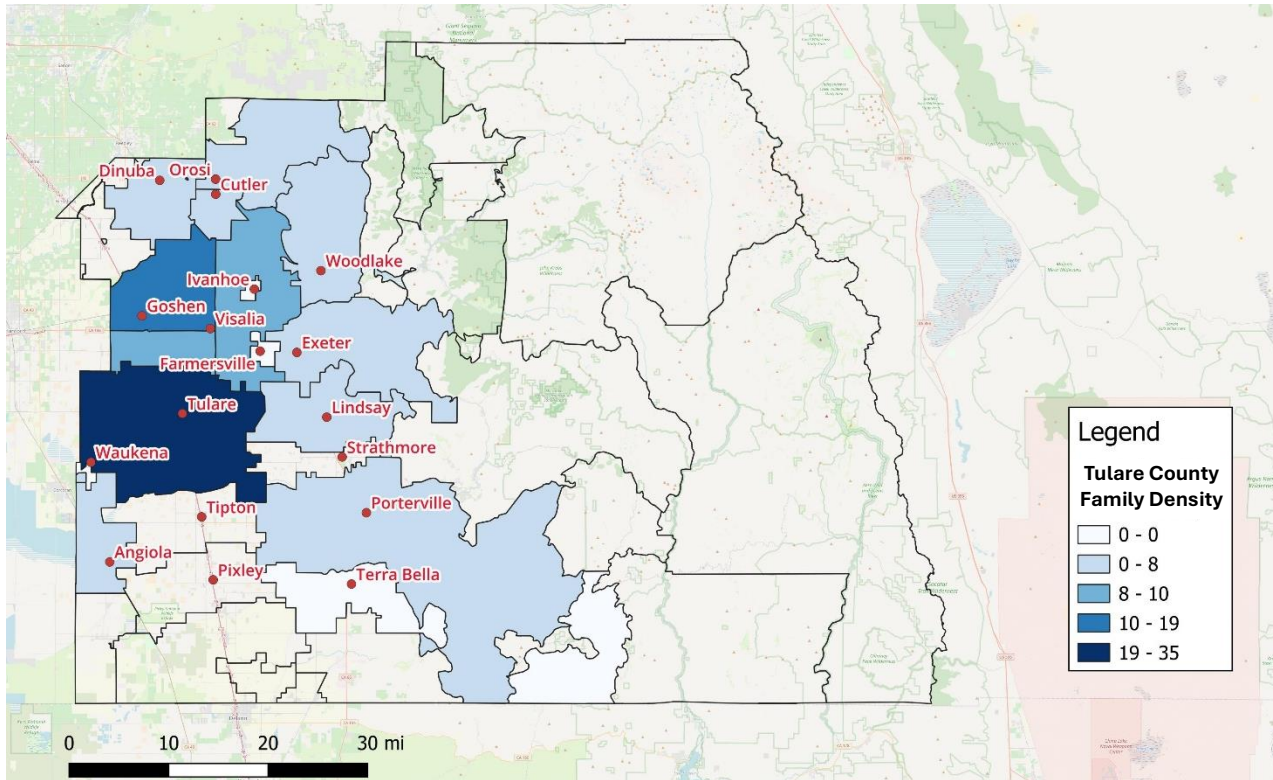 Dinuba
Orosi
Cutler
Woodlake
Ivanhoe
Goshen
Visalia
Exeter
Farmersville
Tulare
Lindsay
Waukena
Strathmore
Tipton
Porterville
Angiola
Pixley
Terra Bella
Legend
Tulare County
Family Density
0 - 0
0 - 8
8 - 10
10 - 19
19 - 35
0 10 20 30 mi